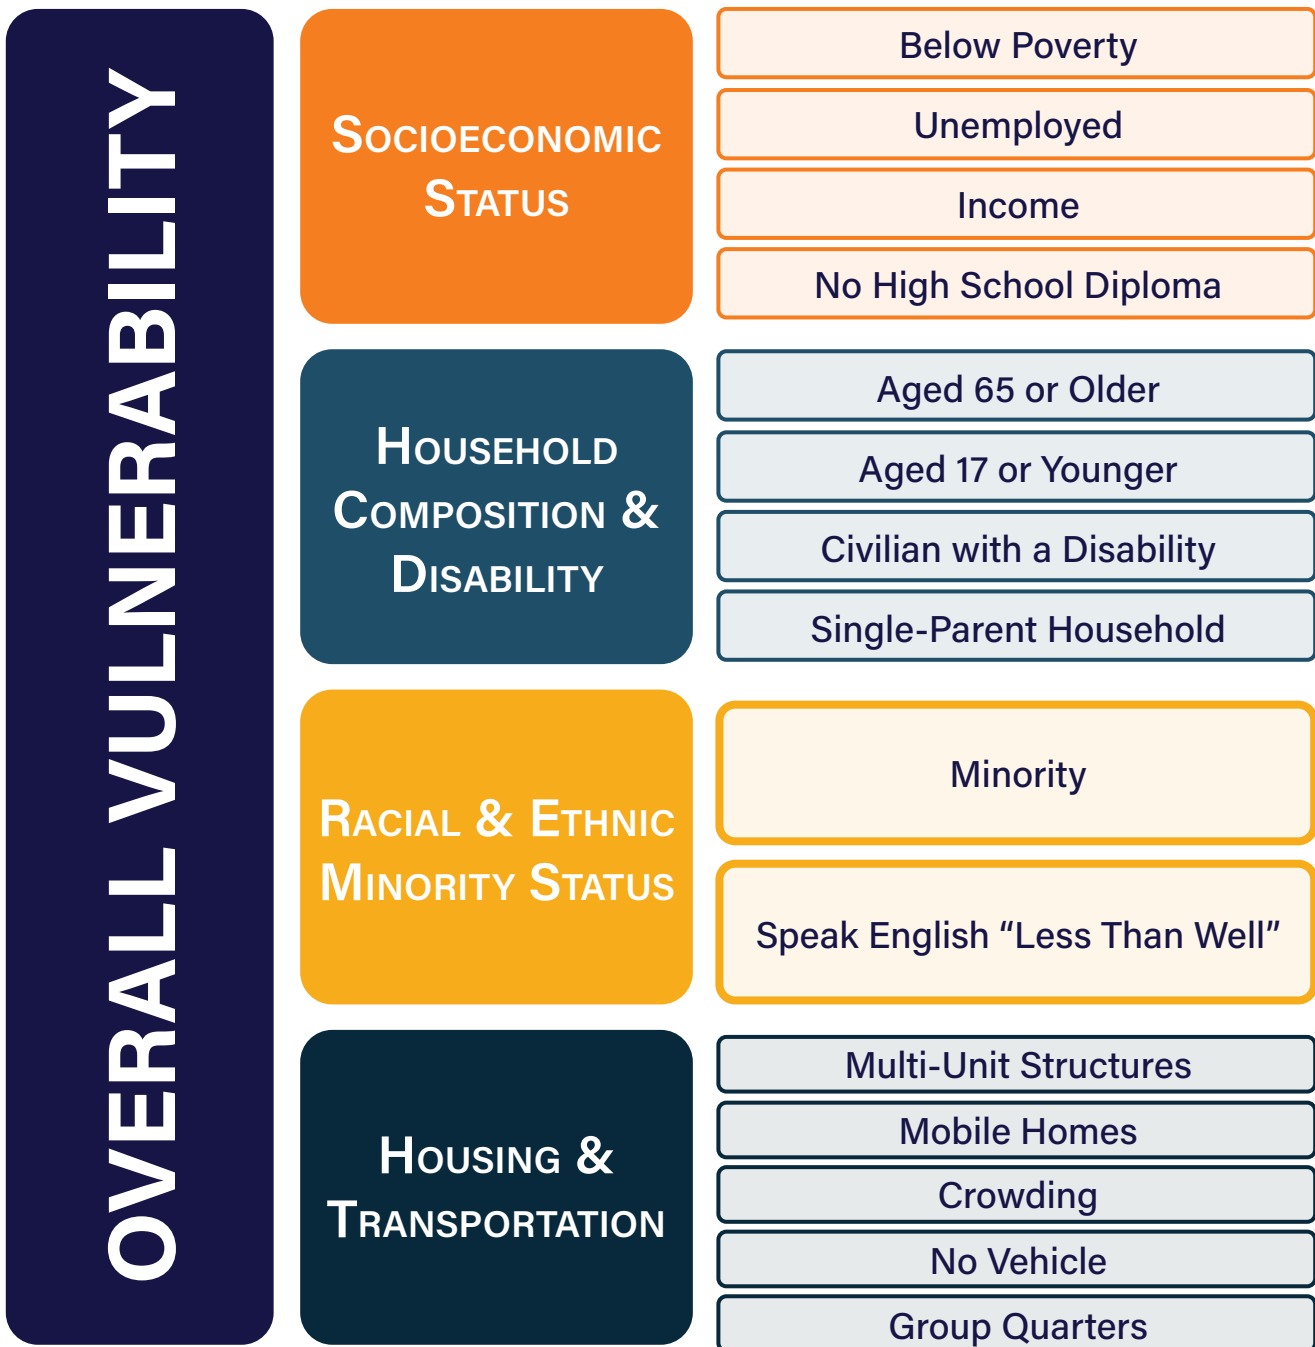 OVERALL VULNERABILITY
SOCIOECONOMIC
STATUS
Below Poverty
Unemployed
Income
No High School Diploma
HOUSEHOLD
COMPOSITION &
DISABILITY
Aged 65 or Older
Aged 17 or Younger
Civilian with a Disability
Single-Parent Household
RACIAL & ETHNIC
MINORITY STATUS
Minority
Speak English “Less Than Well”
HOUSING &
TRANSPORTATION
Multi-Unit Structures
Mobile Homes
Crowding
No Vehicle
Group Quarters